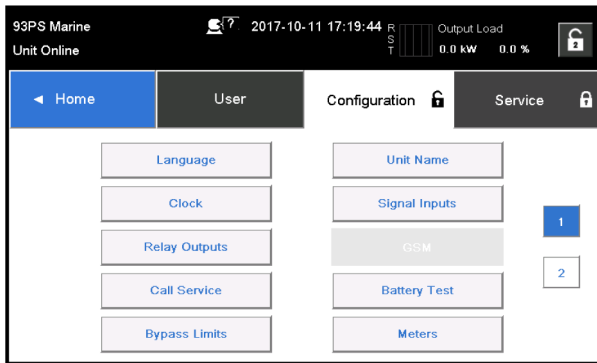 93PS Marine
Unit Online
? 2017-10-11 17:19:44
R
S
T
Output Load
0.0 kW 0.0 %
2
◄ Home
User
Configuration
Service
Language
Unit Name
Clock
Signal Inputs
1
Relay Outputs
GSM
2
Call Service
Battery Test
Bypass Limits
Meters